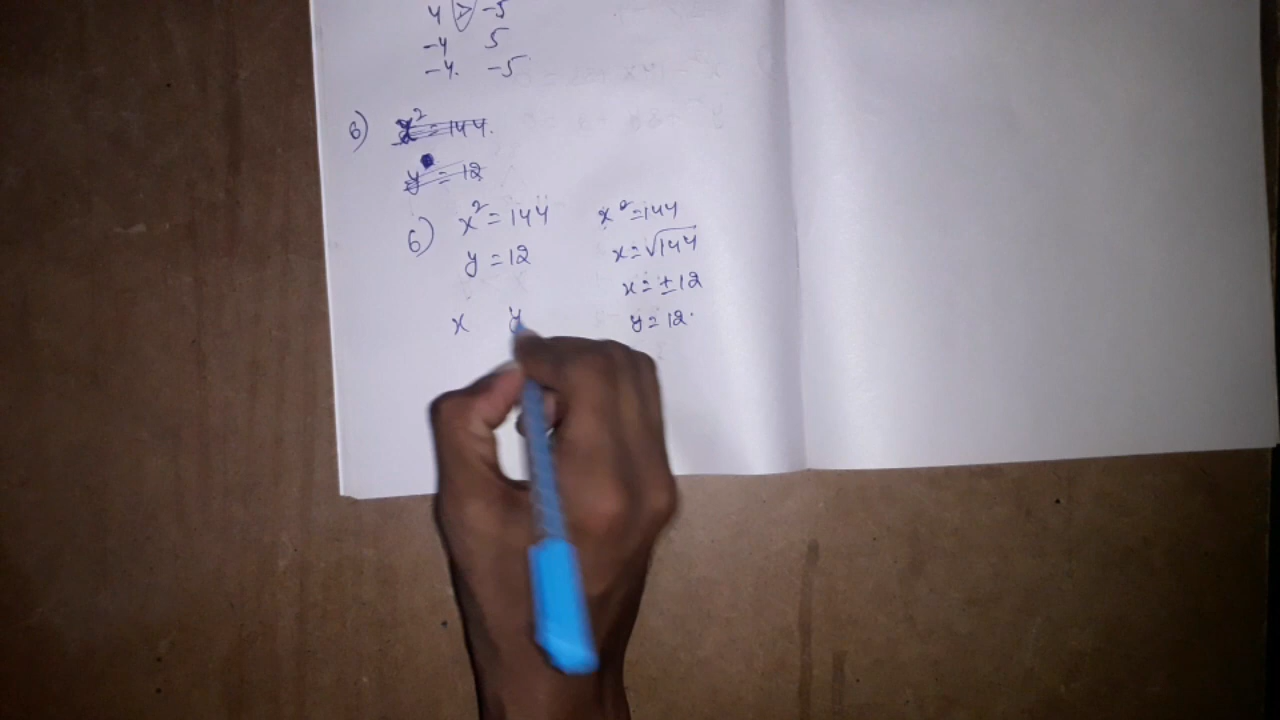 4 > -5
-4 5
-4. -5.
6) x² = 144.
y = 12
6) x² = 144
y = 12
x² = 144
x = √144
x = ±12
y = 12.
x y